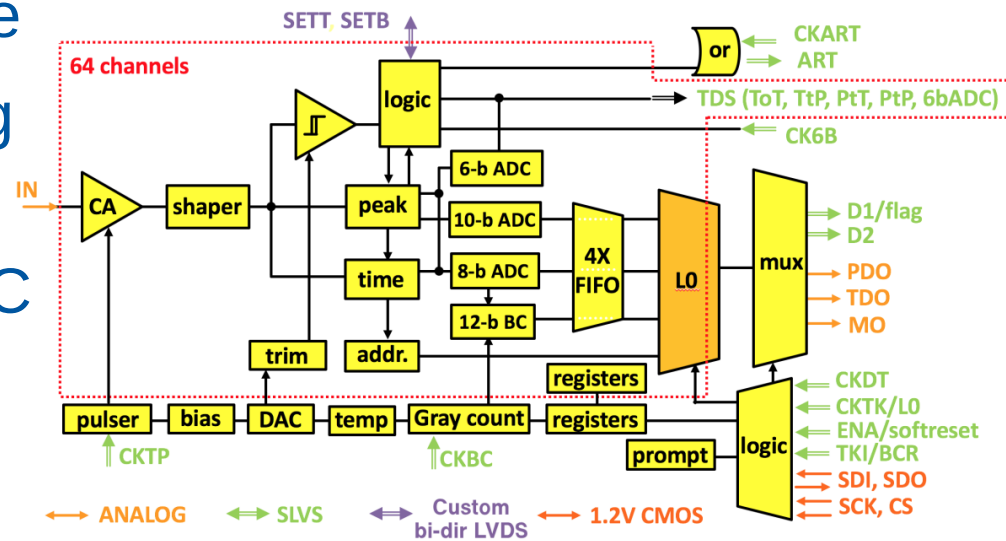 e
g
C
SETT, SETB
or
CKART
ART
64 channels
logic
TDS (ToT, TtP, PtT, PtP, 6bADC)
CK6B
6-b ADC
IN
CA
shaper
peak
10-b ADC
D1/flag
D2
4X
FIFO
L0
mux
time
8-b ADC
PDO
TDO
12-b BC
MO
trim
addr.
registers
CKDT
pulser
bias
DAC
temp
Gray count
registers
CKTK/L0
logic
ENA/softreset
prompt
TKI/BCR
CKTP
CKBC
SDI, SDO
SCK, CS
ANALOG
SLVS
Custom
bi-dir LVDS
1.2V CMOS